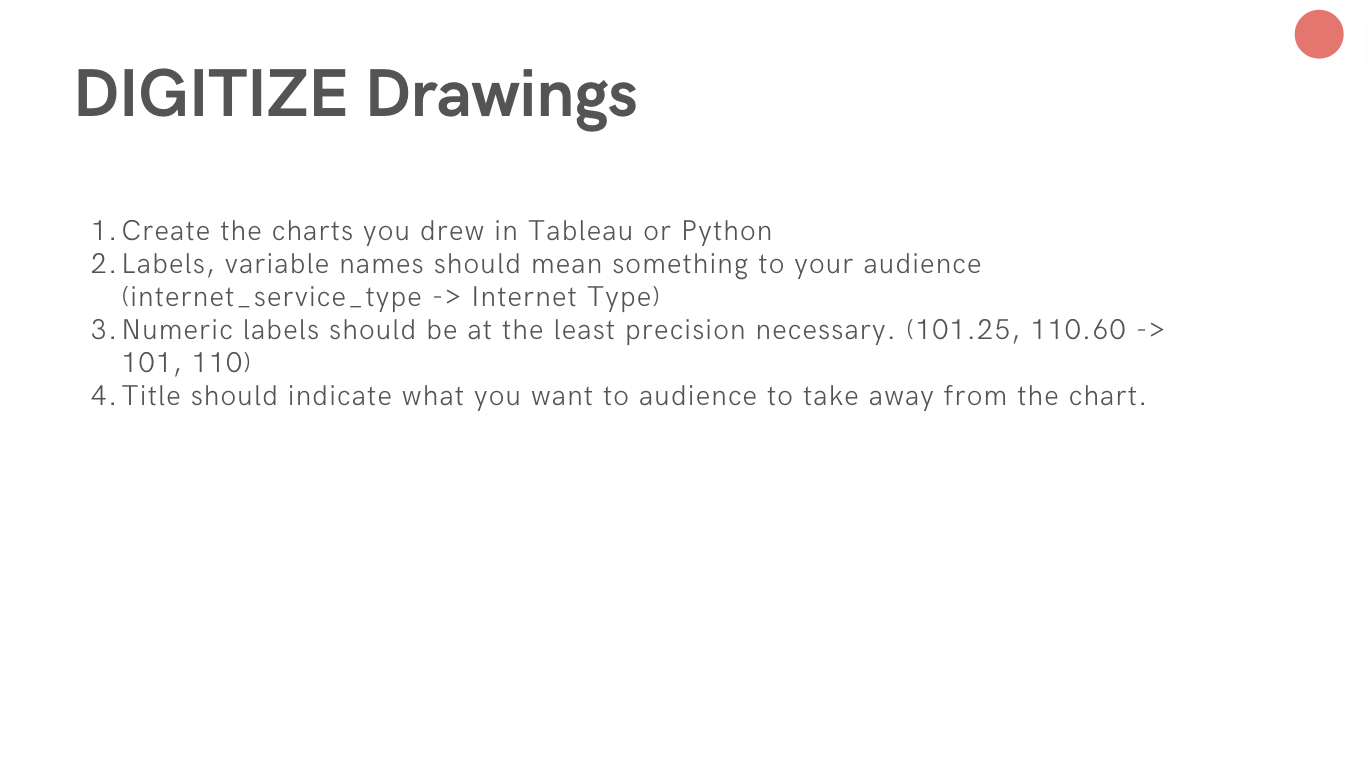 DIGITIZE Drawings
1. Create the charts you drew in Tableau or Python
2. Labels, variable names should mean something to your audience
(internet_service_type -> Internet Type)
3. Numeric labels should be at the least precision necessary. (101.25, 110.60 ->
101, 110)
4. Title should indicate what you want to audience to take away from the chart.